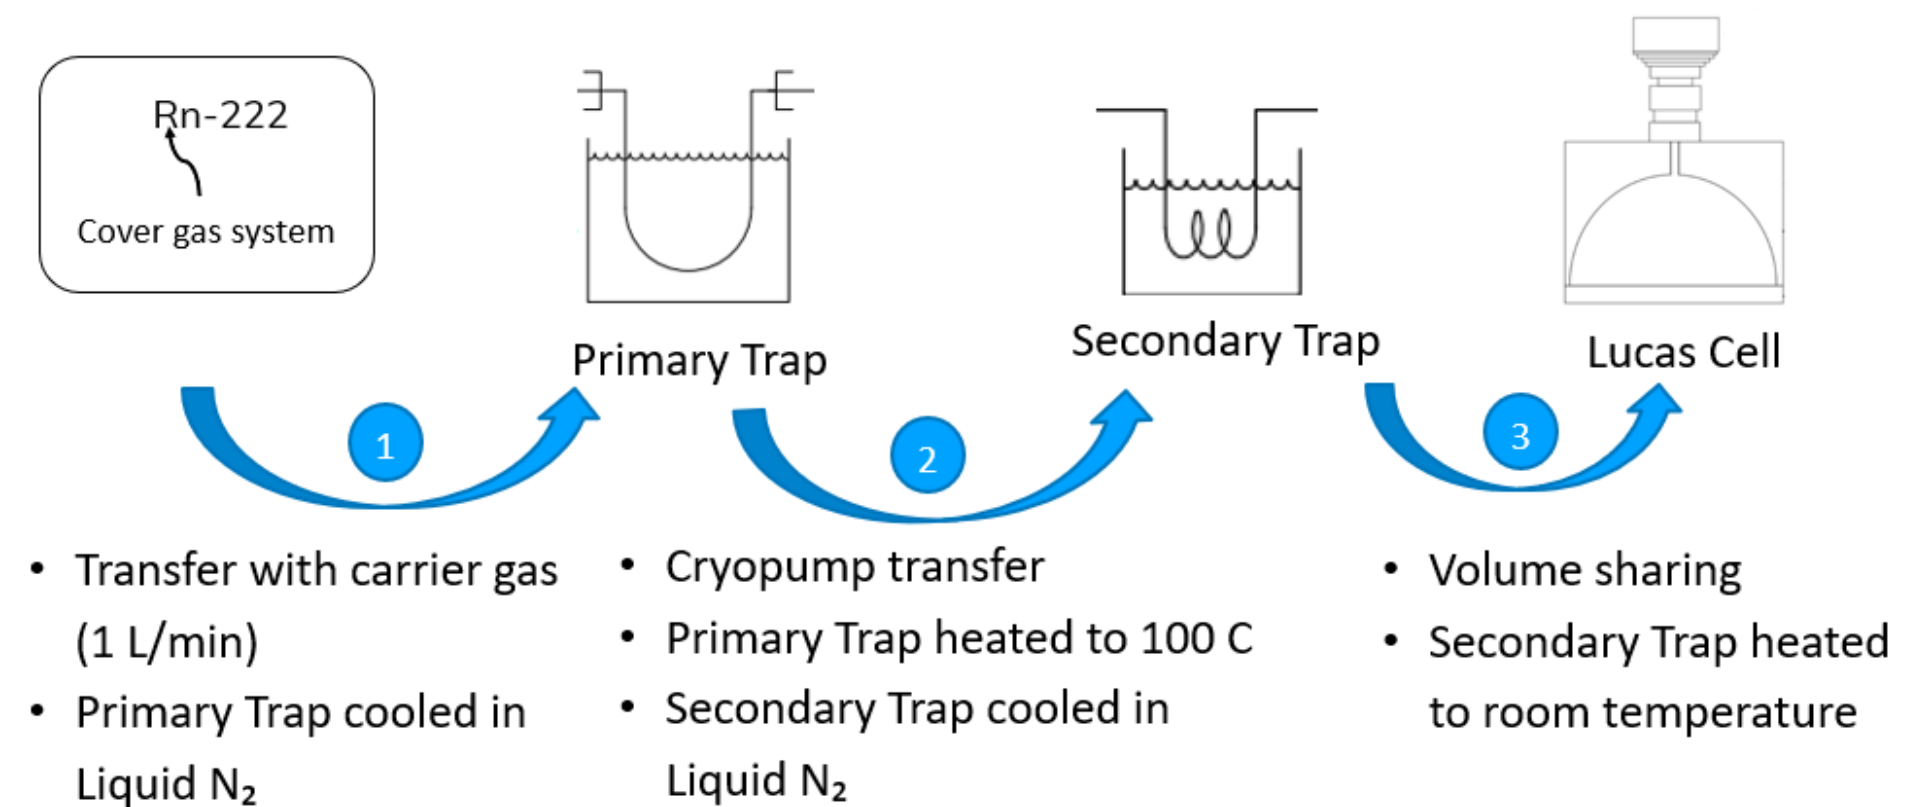 Rn-222
Cover gas system
Primary Trap
Secondary Trap
Lucas Cell
1
2
3
• Transfer with carrier gas
(1 L/min)
• Primary Trap cooled in
Liquid N₂
• Cryopump transfer
• Primary Trap heated to 100 C
• Secondary Trap cooled in
Liquid N₂
• Volume sharing
• Secondary Trap heated
to room temperature